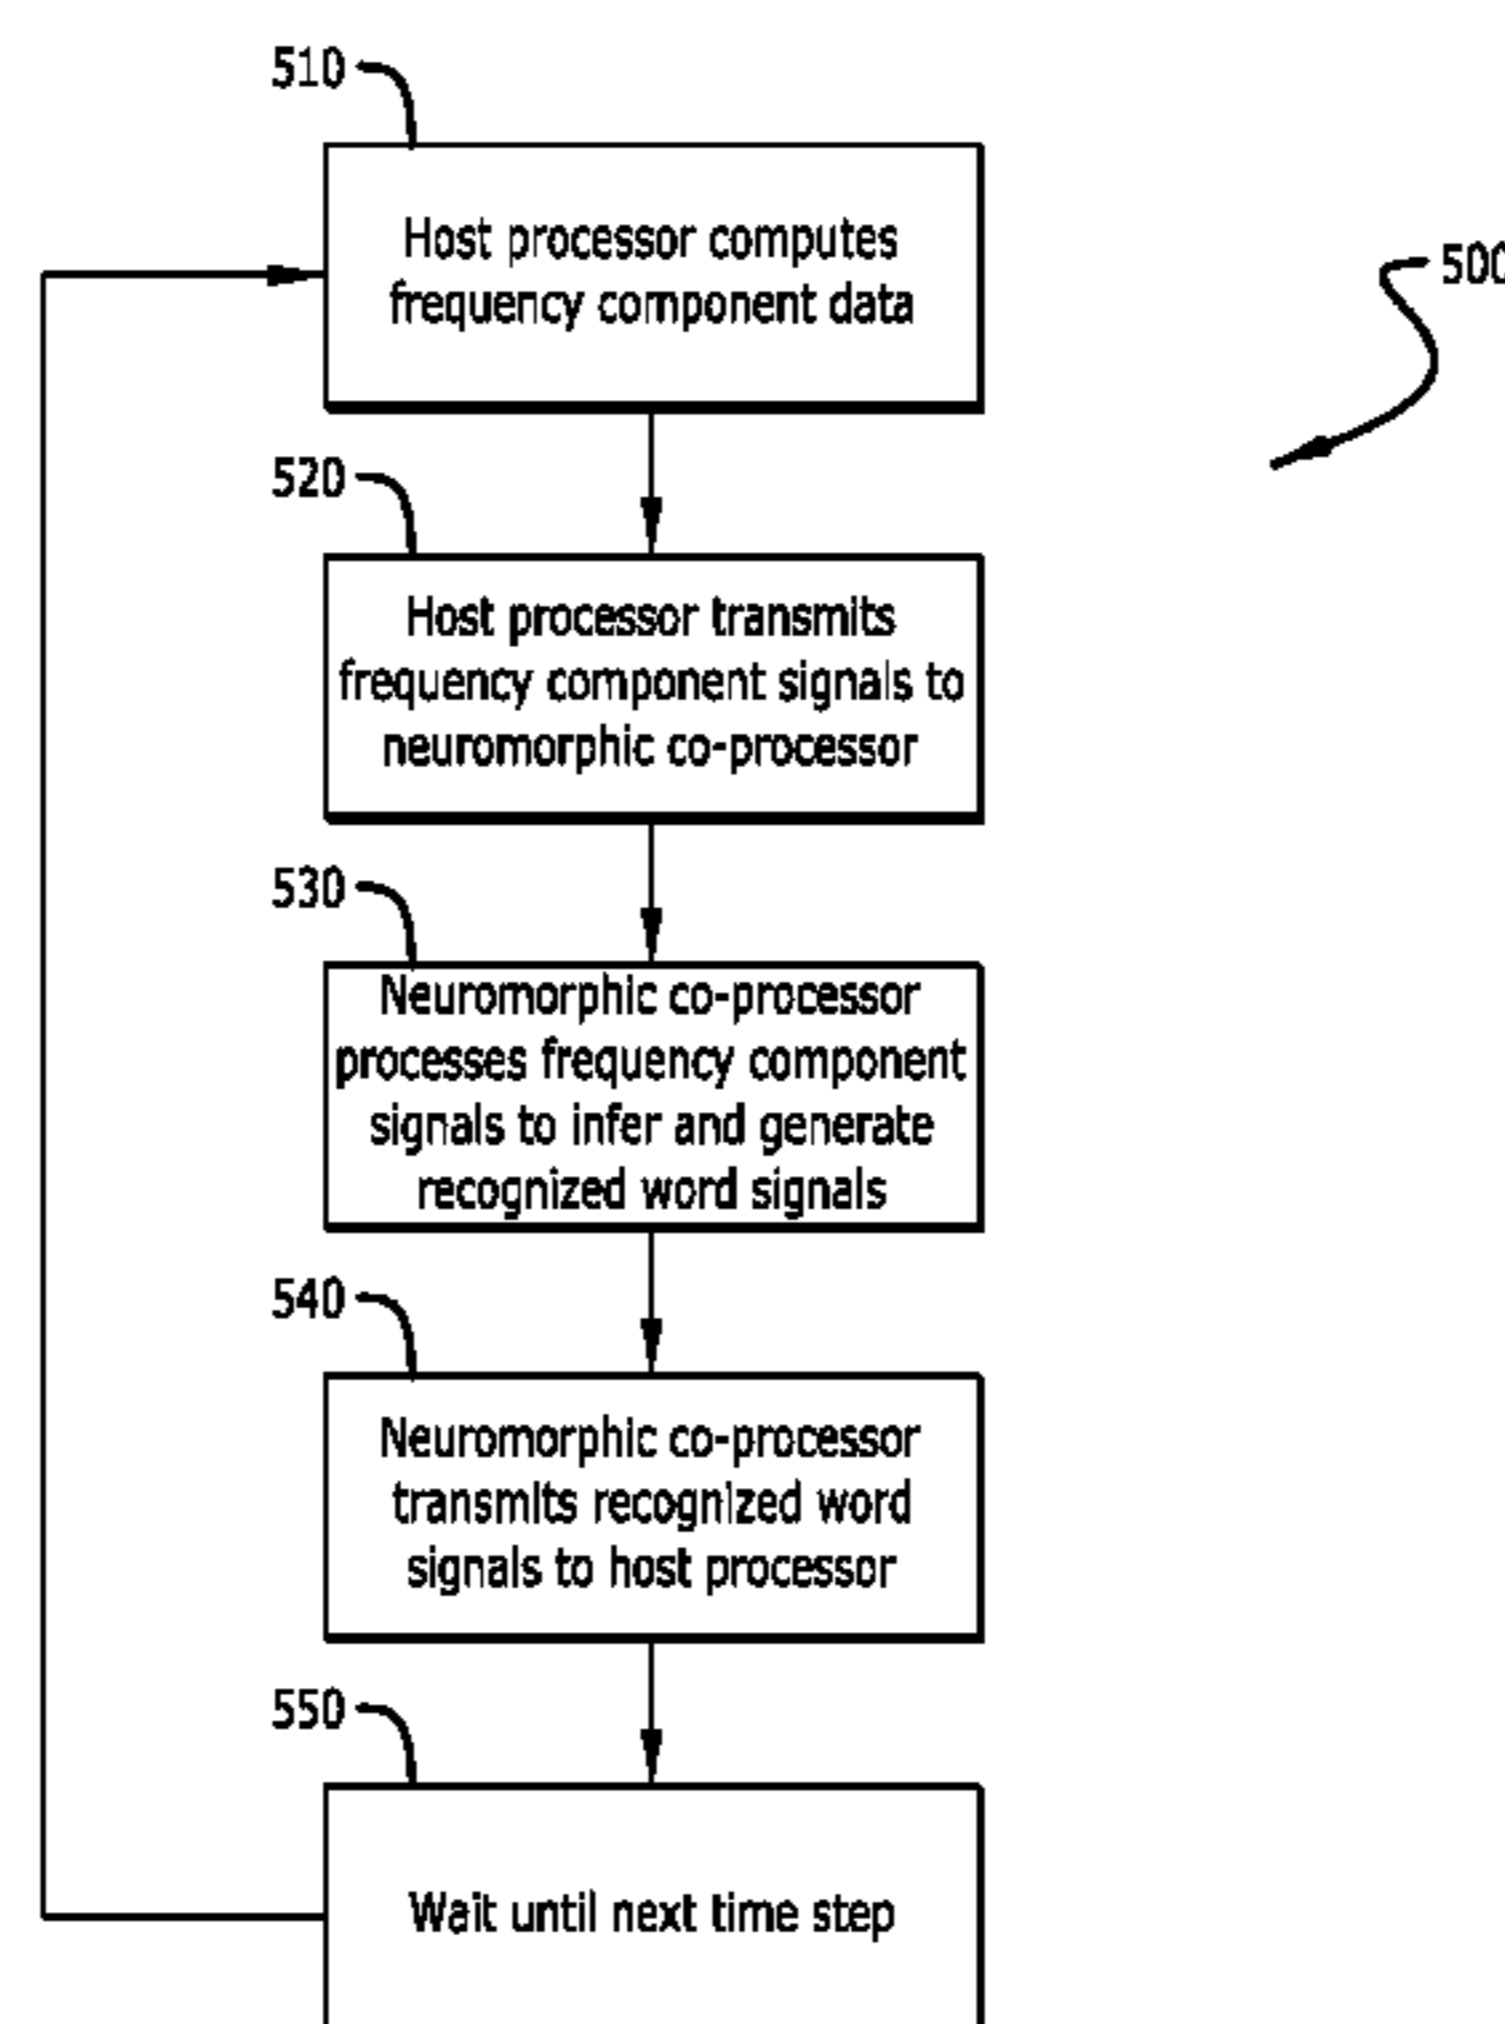 510
Host processor computes
frequency component data
500
520
Host processor transmits
frequency component signals to
neuromorphic co-processor
530
Neuromorphic co-processor
processes frequency component
signals to infer and generate
recognized word signals
540
Neuromorphic co-processor
transmits recognized word
signals to host processor
550
Wait until next time step